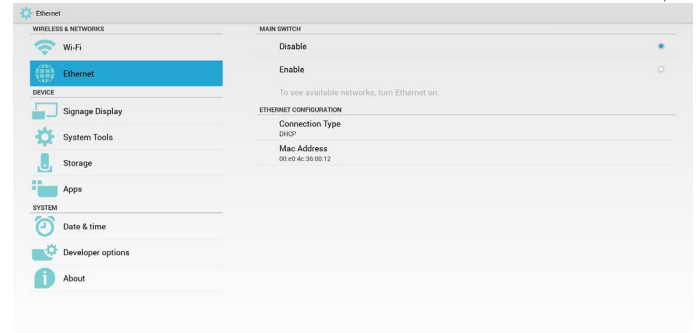 Ethernet
WIRELESS & NETWORKS
Wi-Fi
Ethernet
DEVICE
Signage Display
System Tools
Storage
Apps
SYSTEM
Date & time
Developer options
About
MAIN SWITCH
Disable
Enable
To see available networks, turn Ethernet on.
ETHERNET CONFIGURATION
Connection Type
DHCP
Mac Address
00:e0:4c:36:00:12